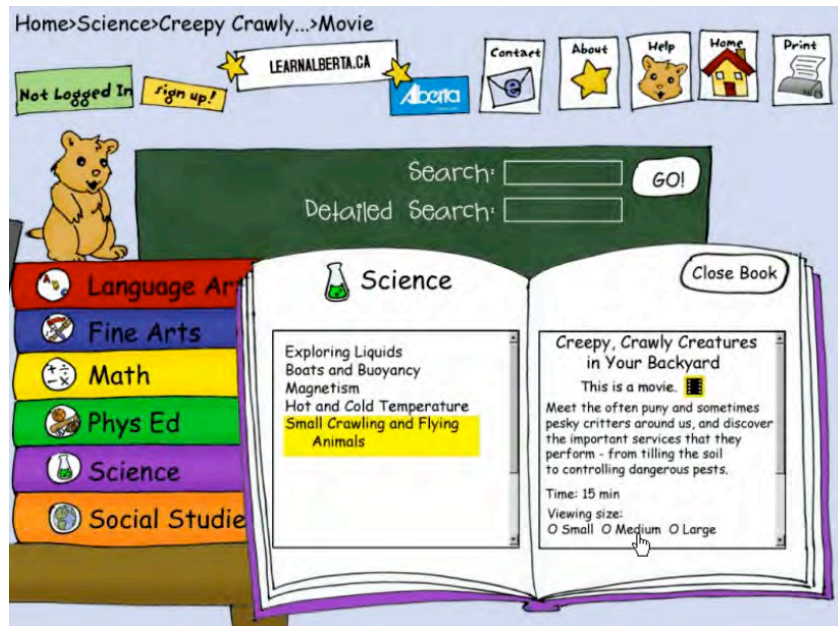 Home>Science>Creepy Crawly...>Movie
Not Logged In
sign up!
LEARNALBERTA.CA
Alberta
Contact
e
About
Help
Home
Print
Search:
GO!
Detailed Search:
Language Ar
Fine Arts
Math
Phys Ed
Science
Social Studie
Science
Exploring Liquids
Boats and Buoyancy
Magnetism
Hot and Cold Temperature
Small Crawling and Flying
Animals
Close Book
Creepy, Crawly Creatures
in Your Backyard
This is a movie.
Meet the often puny and sometimes
pesky critters around us, and discover
the important services that they
perform - from tilling the soil
to controlling dangerous pests.
Time: 15 min
Viewing size:
O Small O Medium O Large